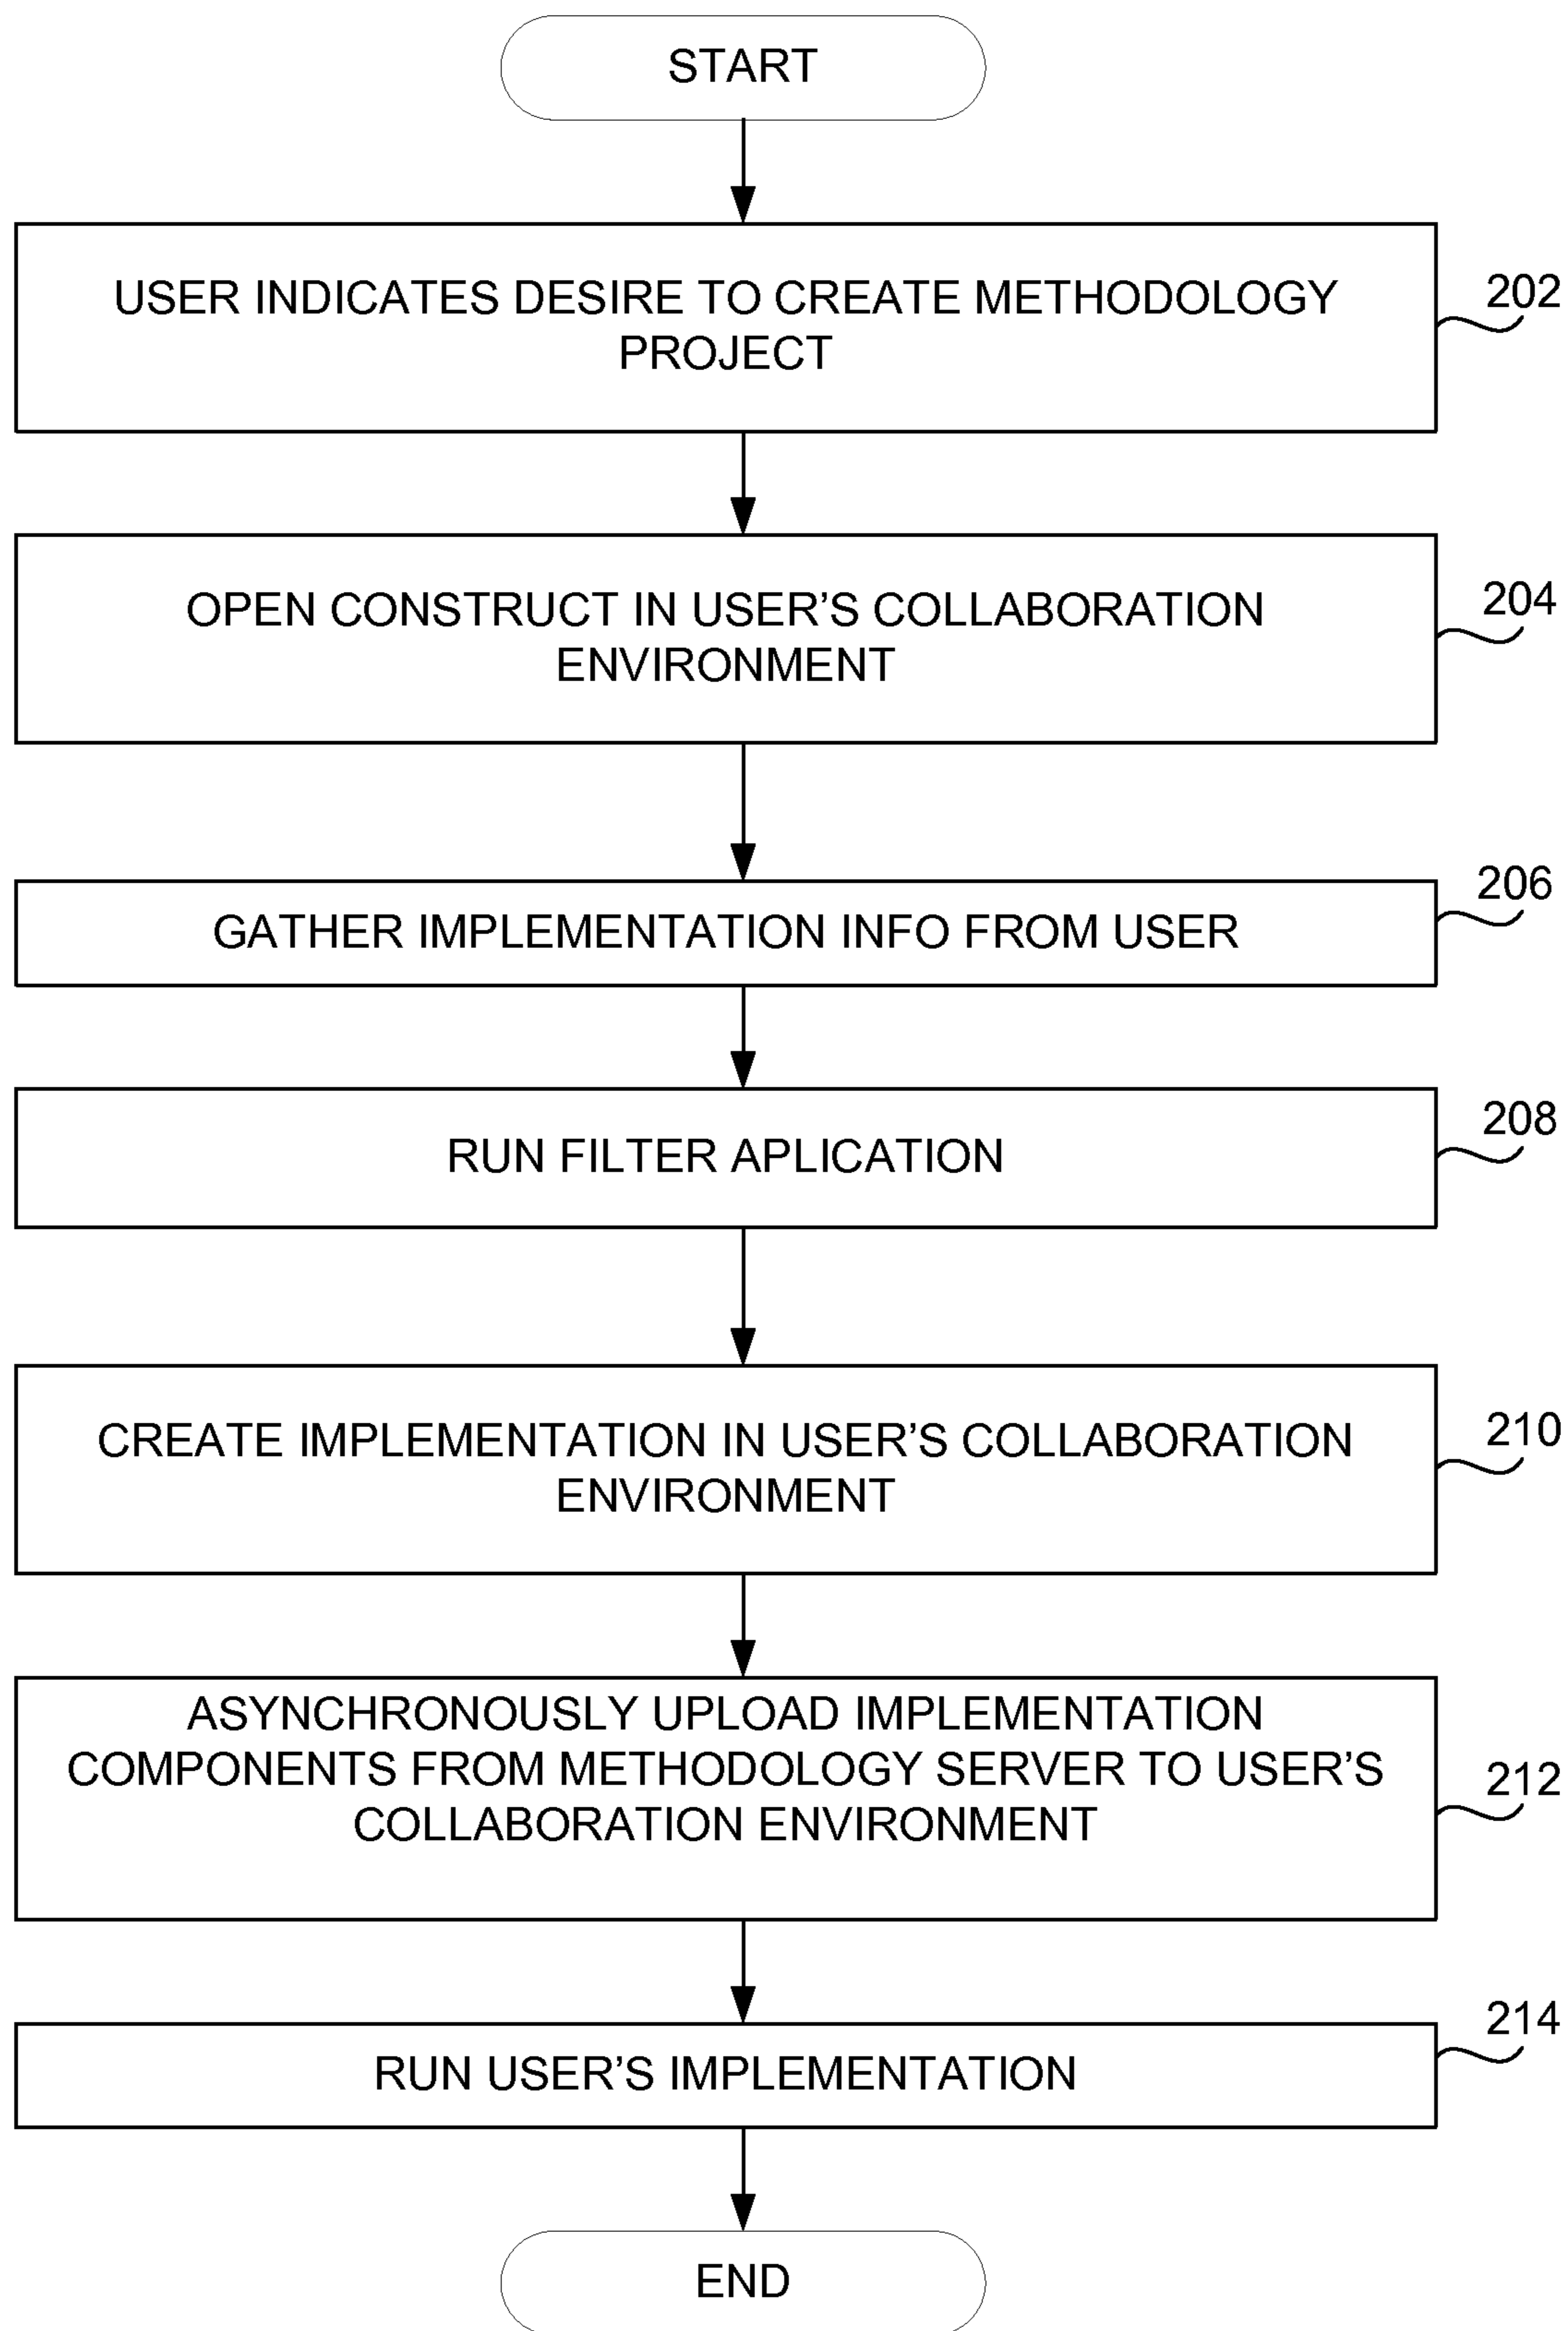 START
USER INDICATES DESIRE TO CREATE METHODOLOGY
PROJECT
202
OPEN CONSTRUCT IN USER’S COLLABORATION
ENVIRONMENT
204
GATHER IMPLEMENTATION INFO FROM USER
206
RUN FILTER APLICATION
208
CREATE IMPLEMENTATION IN USER’S COLLABORATION
ENVIRONMENT
210
ASYNCHRONOUSLY UPLOAD IMPLEMENTATION
COMPONENTS FROM METHODOLOGY SERVER TO USER’S
COLLABORATION ENVIRONMENT
212
RUN USER’S IMPLEMENTATION
214
END